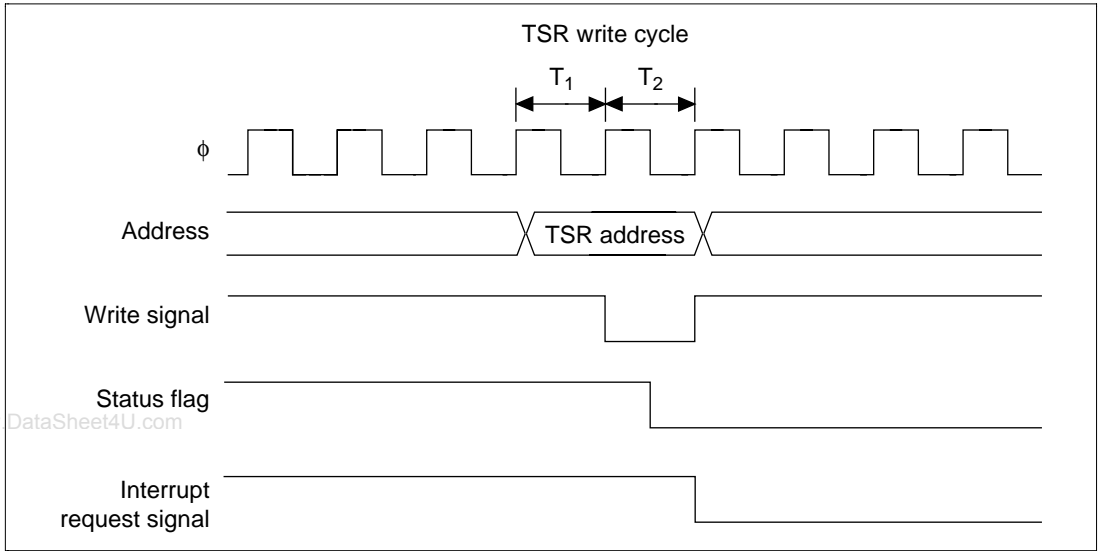 TSR write cycle
T1 T2
ϕ
Address
TSR address
Write signal
Status flag
.DataSheet4U.com
Interrupt
request signal